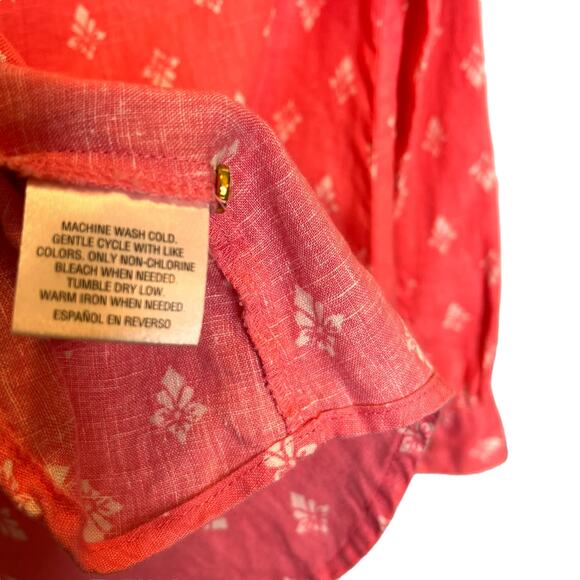 MACHINE WASH COLD.
GENTLE CYCLE WITH LIKE
COLORS. ONLY NON-CHLORINE
BLEACH WHEN NEEDED
TUMBLE DRY LOW.
WARM IRON WHEN NEEDED
ESPAÑOL EN REVERSO